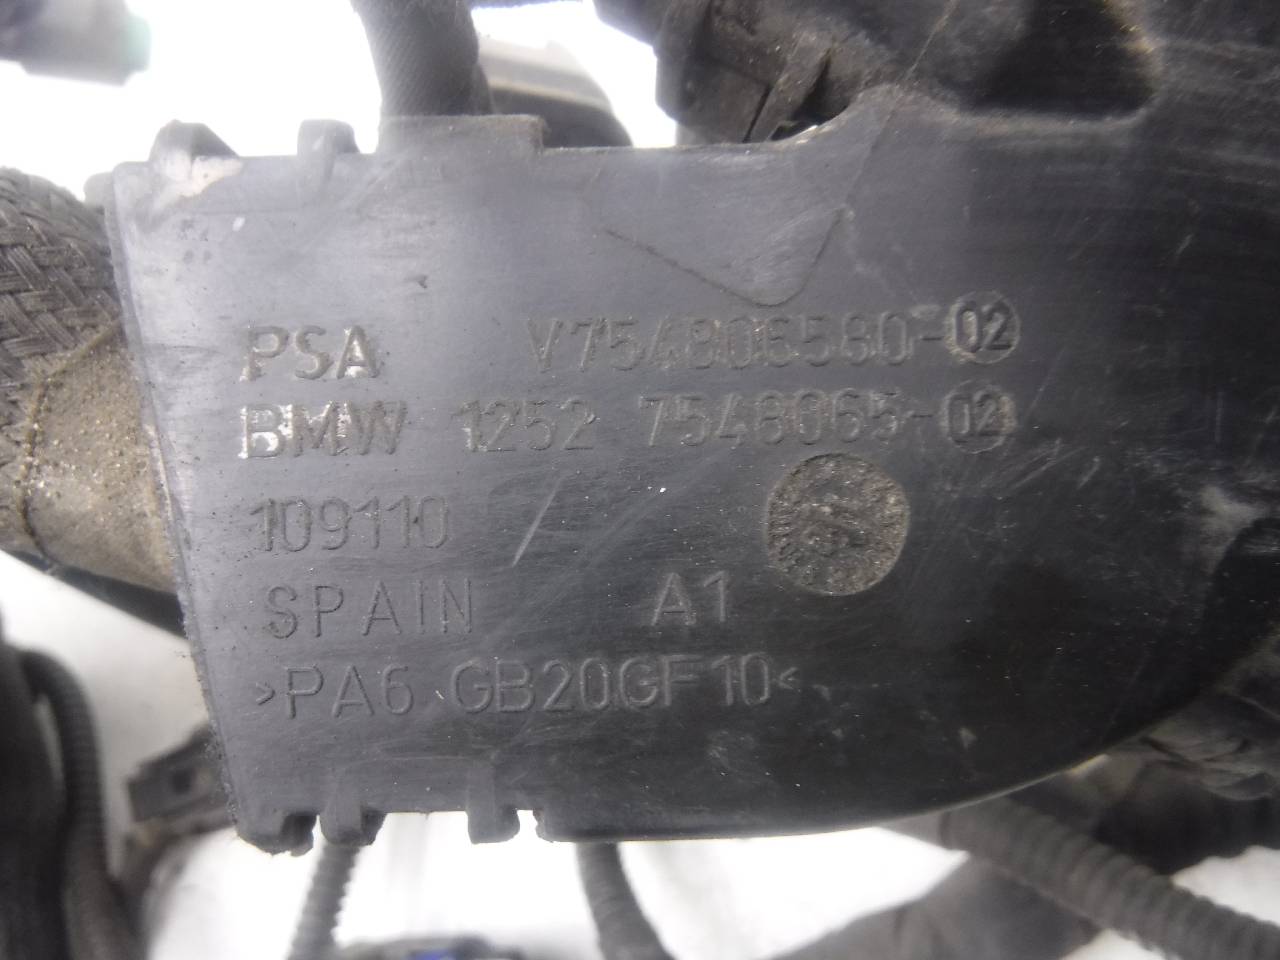 PSA V754806580-02
BMW 1252 7548065-02
109110
SPAIN A1
>PA6 GB20GF10<